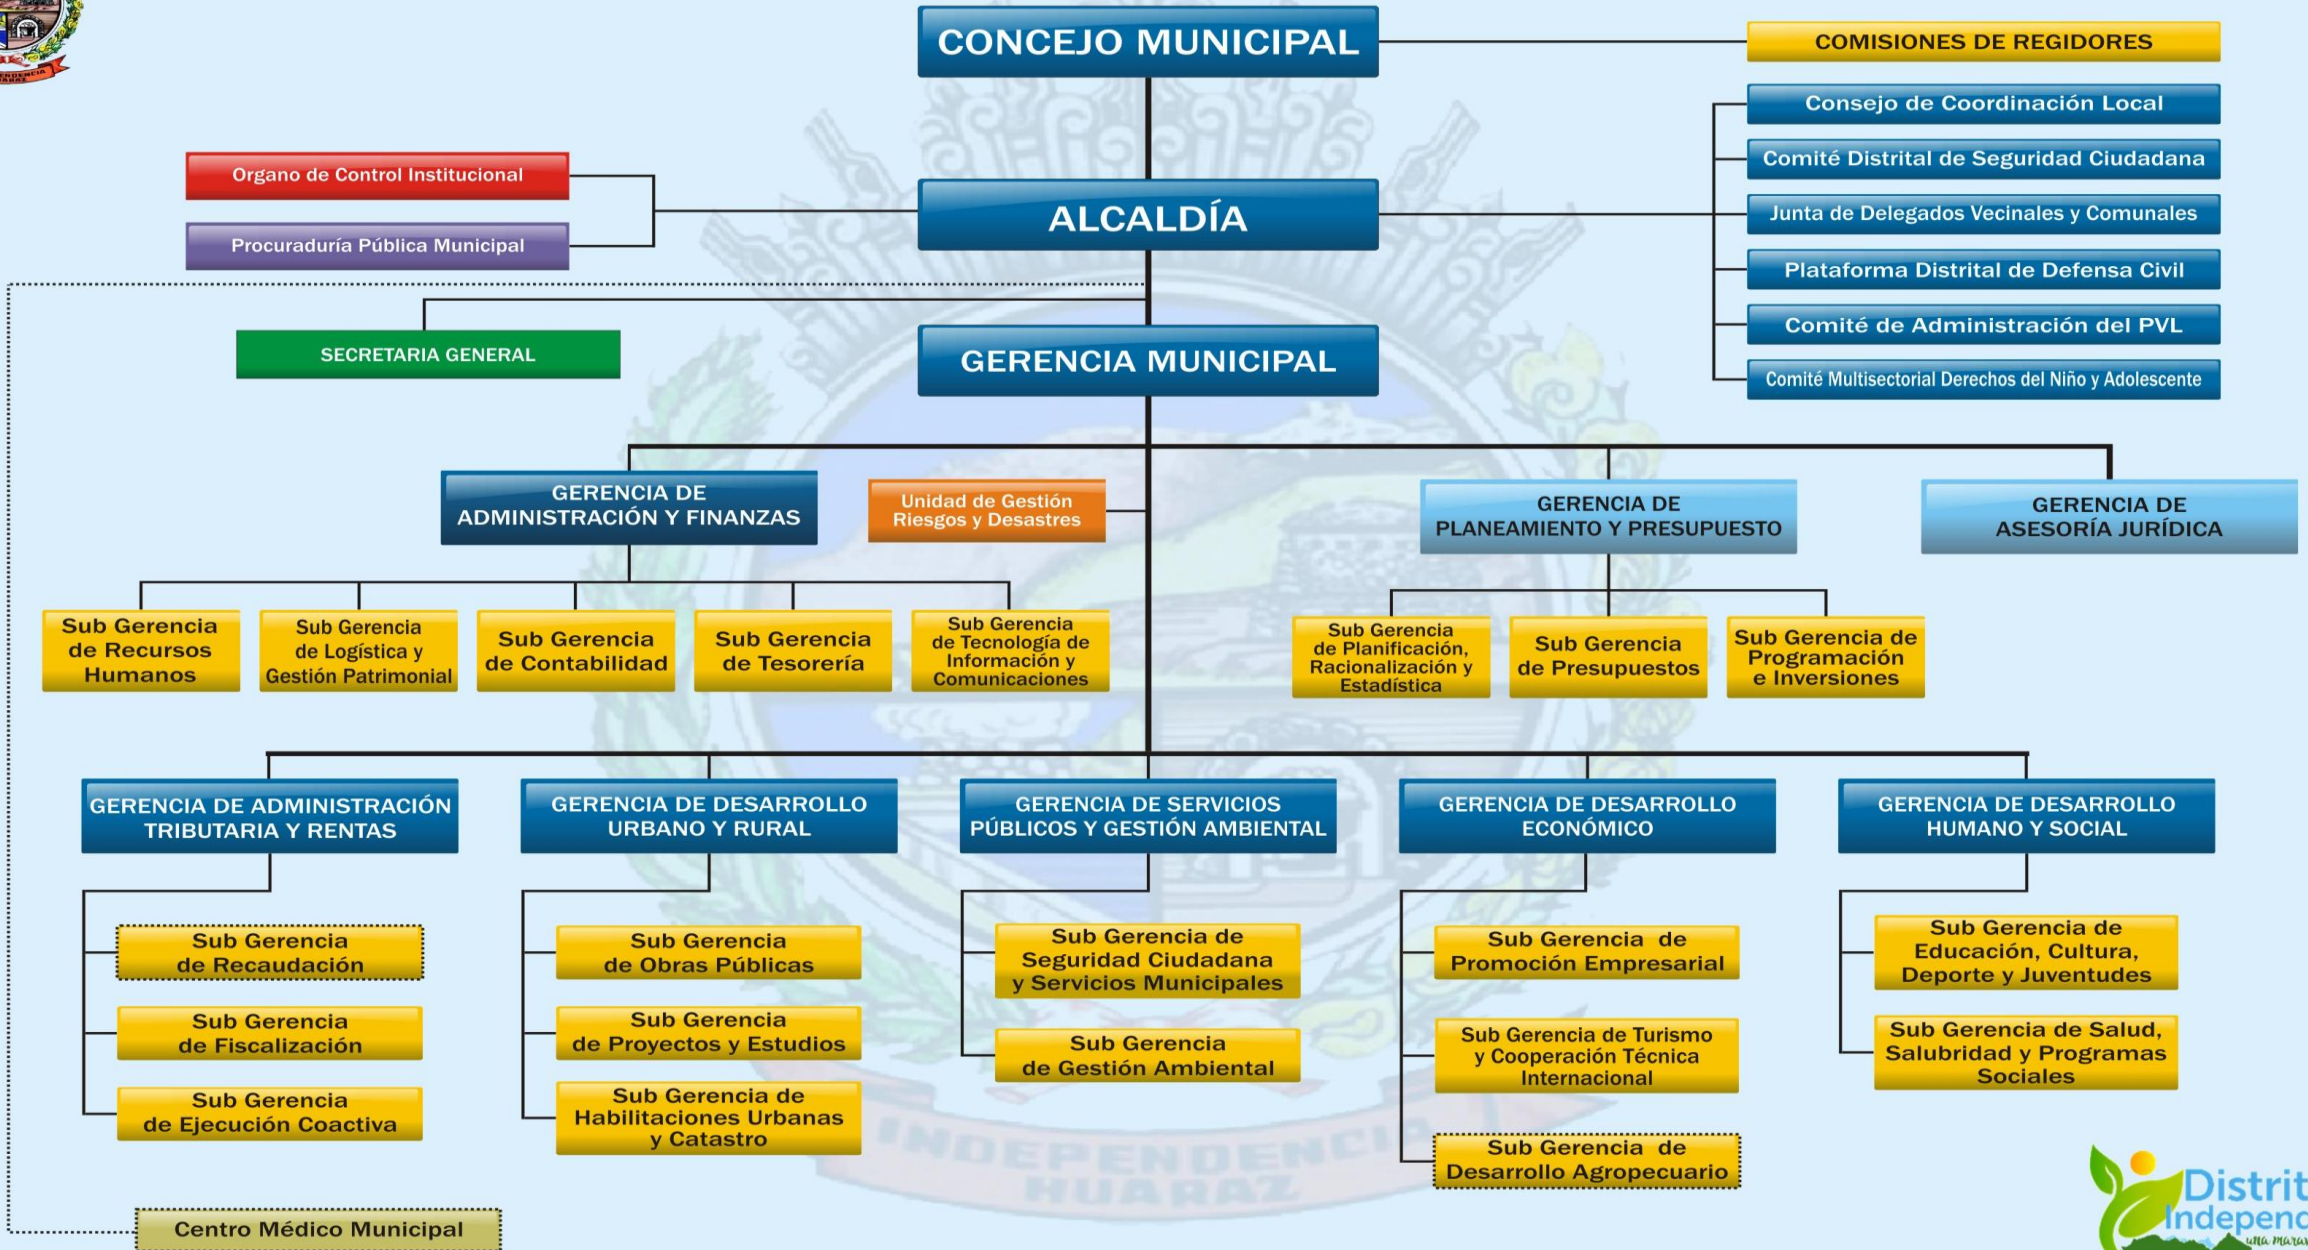 CONCEJO MUNICIPAL
COMISIONES DE REGIDORES
Consejo de Coordinación Local
Comité Distrital de Seguridad Ciudadana
Junta de Delegados Vecinales y Comunales
Plataforma Distrital de Defensa Civil
Comité de Administración del PVL
Comité Multisectorial Derechos del Niño y Adolescente
Organo de Control Institucional
Procuraduría Pública Municipal
ALCALDÍA
SECRETARIA GENERAL
GERENCIA MUNICIPAL
GERENCIA DE
ADMINISTRACIÓN Y FINANZAS
Unidad de Gestión
Riesgos y Desastres
GERENCIA DE
PLANEAMIENTO Y PRESUPUESTO
GERENCIA DE
ASESORÍA JURÍDICA
Sub Gerencia
de Recursos
Humanos
Sub Gerencia
de Logística y
Gestión Patrimonial
Sub Gerencia
de Contabilidad
Sub Gerencia
de Tesorería
Sub Gerencia
de Tecnología de
Información y
Comunicaciones
Sub Gerencia
de Planificación,
Racionalización y
Estadística
Sub Gerencia
de Presupuestos
Sub Gerencia de
Programación
e Inversiones
GERENCIA DE ADMINISTRACIÓN
TRIBUTARIA Y RENTAS
GERENCIA DE DESARROLLO
URBANO Y RURAL
GERENCIA DE SERVICIOS
PÚBLICOS Y GESTIÓN AMBIENTAL
GERENCIA DE DESARROLLO
ECONÓMICO
GERENCIA DE DESARROLLO
HUMANO Y SOCIAL
Sub Gerencia
de Recaudación
Sub Gerencia
de Fiscalización
Sub Gerencia
de Ejecución Coactiva
Sub Gerencia
de Obras Públicas
Sub Gerencia
de Proyectos y Estudios
Sub Gerencia de
Habilitaciones Urbanas
y Catastro
Sub Gerencia de
Seguridad Ciudadana
y Servicios Municipales
Sub Gerencia
de Gestión Ambiental
Sub Gerencia de
Promoción Empresarial
Sub Gerencia de Turismo
y Cooperación Técnica
Internacional
Sub Gerencia de
Desarrollo Agropecuario
Sub Gerencia de
Educación, Cultura,
Deporte y Juventudes
Sub Gerencia de Salud,
Salubridad y Programas
Sociales
Centro Médico Municipal
INDEPENDENCIA
HUARAZ
Distrit
Independ
una